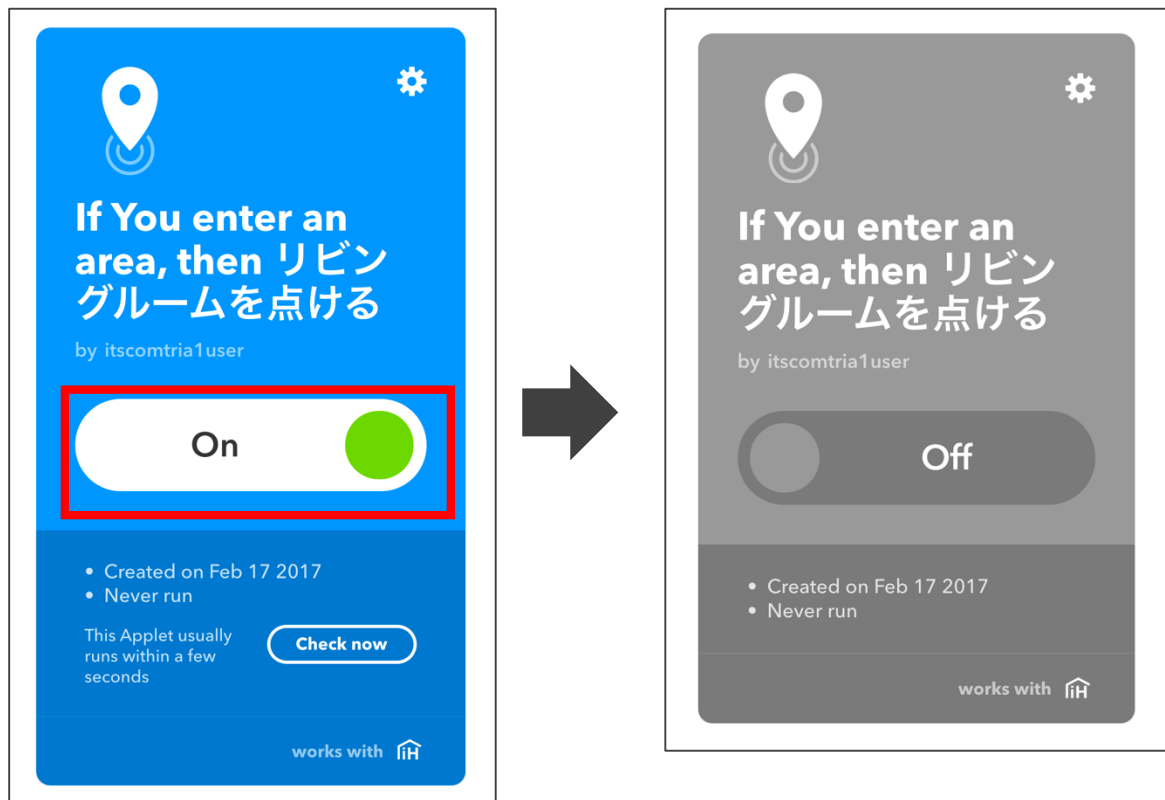 If You enter an
area, then リビン
グルームを点ける
by itscomtria1user
On
• Created on Feb 17 2017
• Never run
This Applet usually
runs within a few
seconds
Check now
works with iH
If You enter an
area, then リビン
グルームを点ける
by itscomtria1user
Off
• Created on Feb 17 2017
• Never run
works with iH